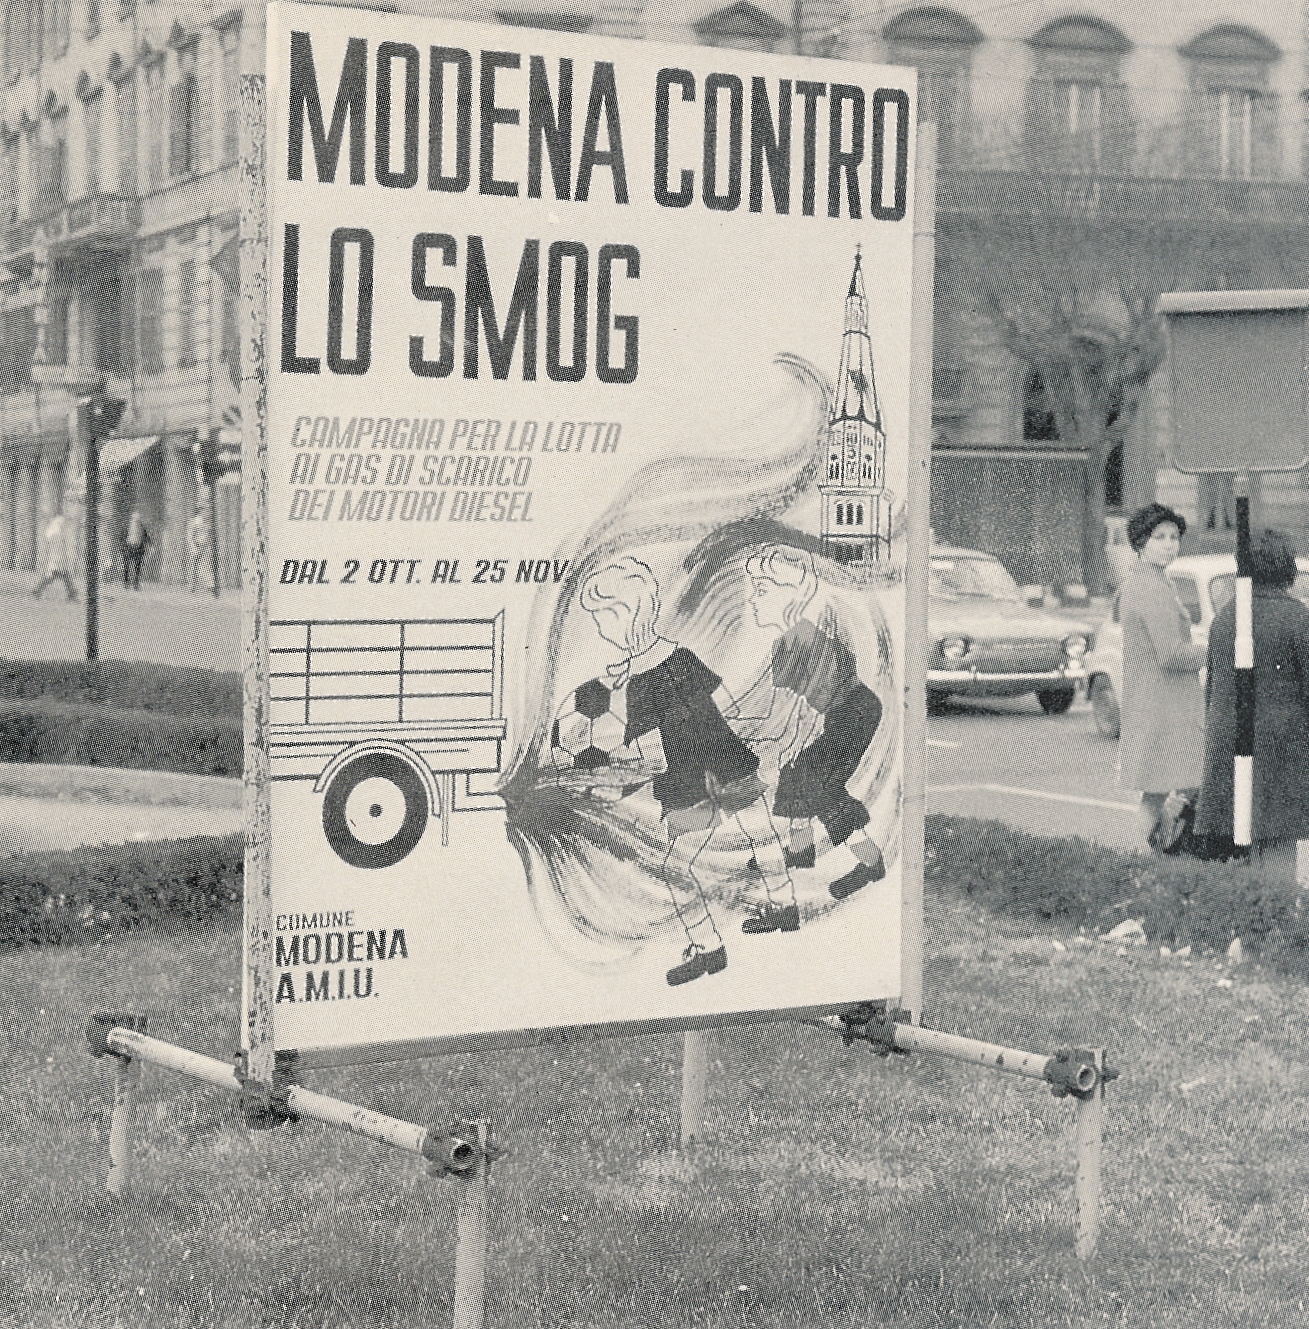 MODENA CONTRO
LO SMOG
CAMPAGNA PER LA LOTTA
AI GAS DI SCARICO
DEI MOTORI DIESEL
DAL 2 OTT. AL 25 NOV.
COMUNE
MODENA
A.M.I.U.